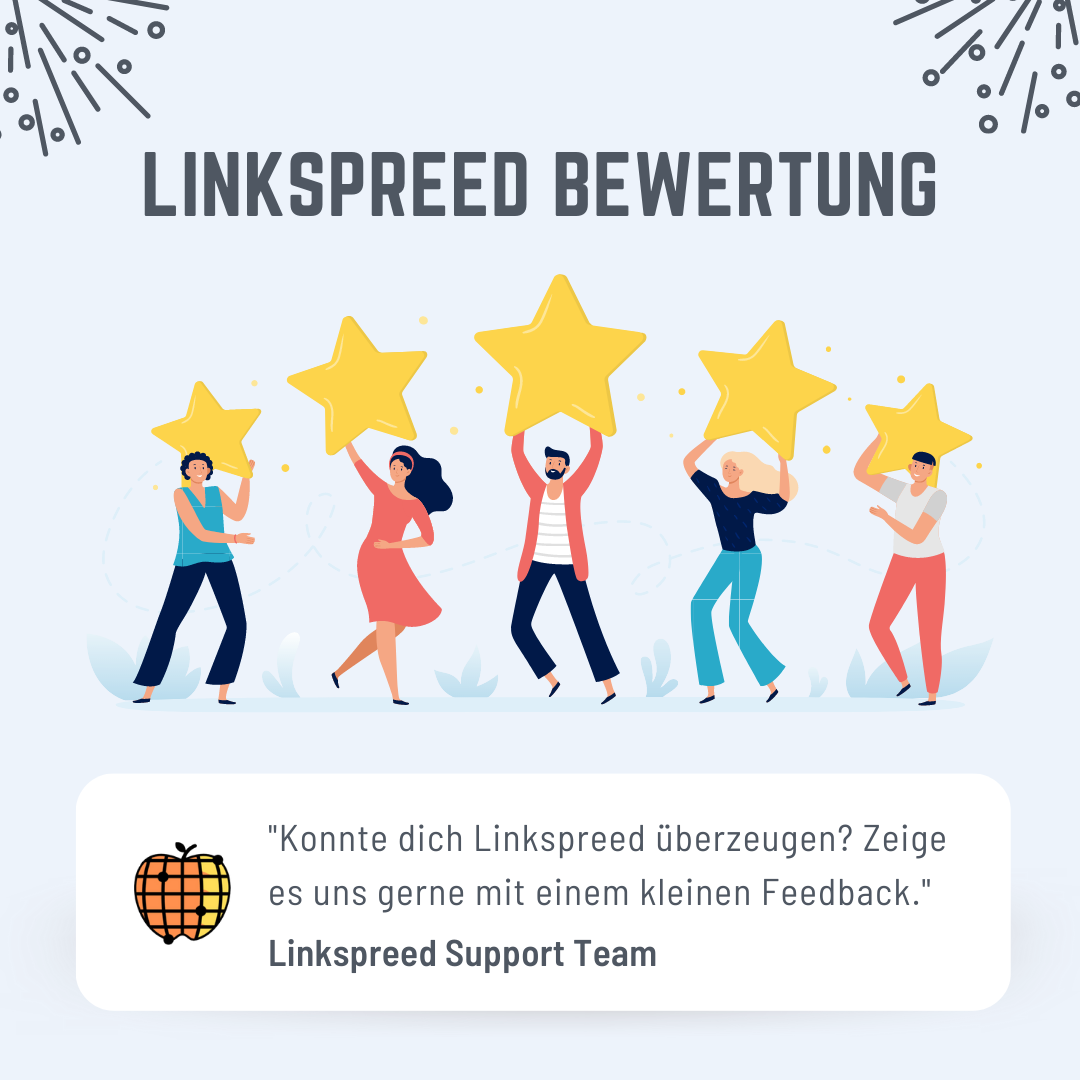 LINKSPREED BEWERTUNG
"Konnte dich Linkspreed überzeugen? Zeige
es uns gerne mit einem kleinen Feedback."
Linkspreed Support Team